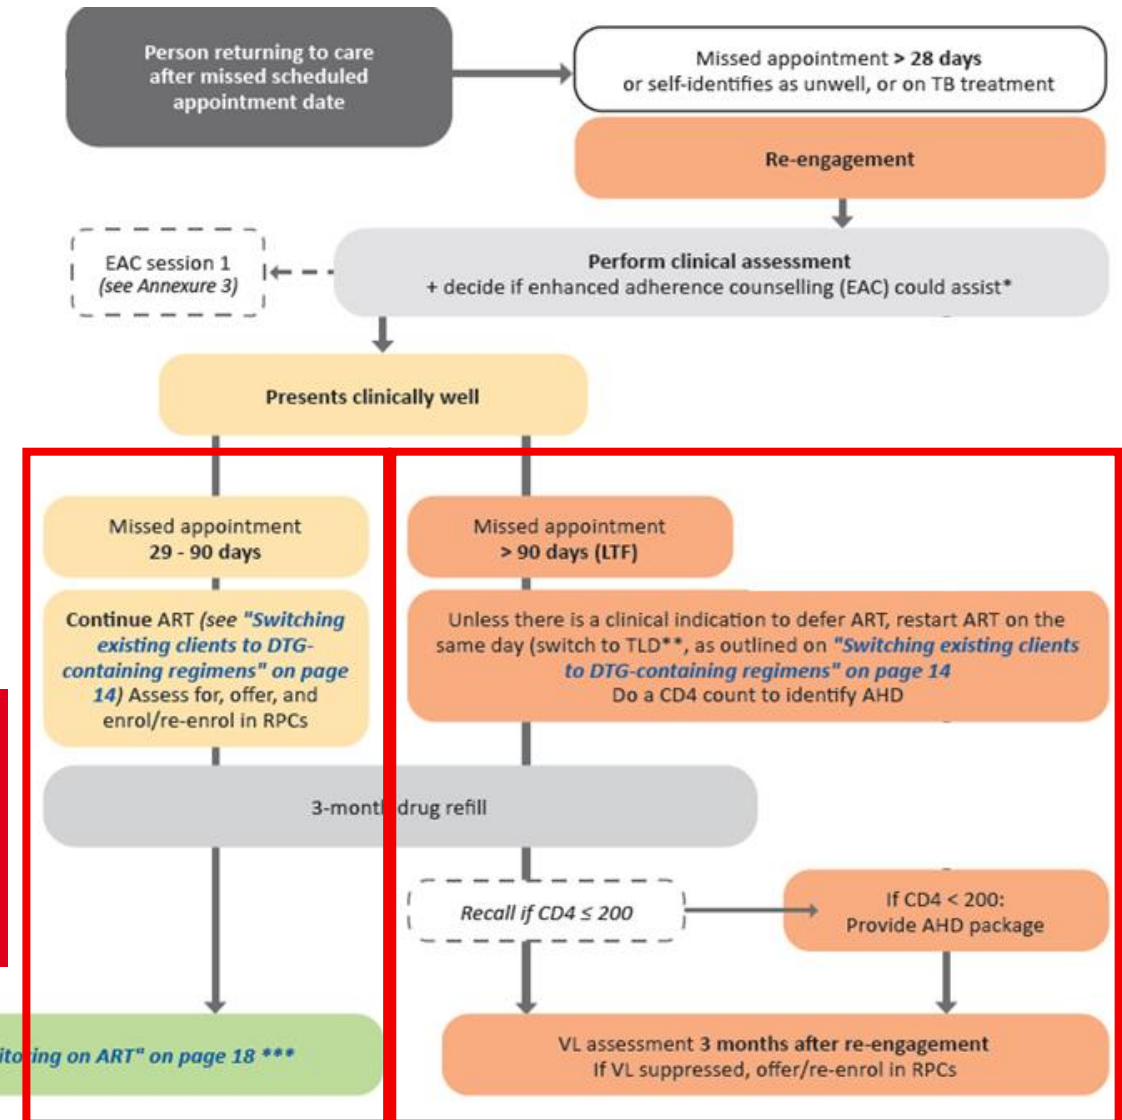 Person returning to care
after missed scheduled
appointment date
Missed appointment > 28 days
or self-identifies as unwell, or on TB treatment
Re-engagement
EAC session 1
(see Annexure 3)
Perform clinical assessment
+ decide if enhanced adherence counselling (EAC) could assist*
Presents clinically well
Missed appointment
29 - 90 days
Missed appointment
> 90 days (LTF)
Continue ART (see "Switching
existing clients to DTG-
containing regimens" on page
14) Assess for, offer, and
enrol/re-enrol in RPCs
Unless there is a clinical indication to defer ART, restart ART on the
same day (switch to TLD**, as outlined on "Switching existing clients
to DTG-containing regimens" on page 14
Do a CD4 count to identify AHD
3-month drug refill
Recall if CD4 ≤ 200
If CD4 < 200:
Provide AHD package
itoring on ART" on page 18 ***
VL assessment 3 months after re-engagement
If VL suppressed, offer/re-enrol in RPCs